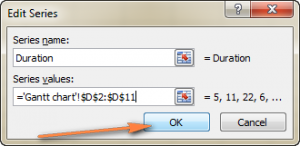 Edit Series
Series name:
Duration = Duration
Series values:
='Gantt chart'!$D$2:$D$11 = 5, 11, 22, 6, ...
OK Cancel